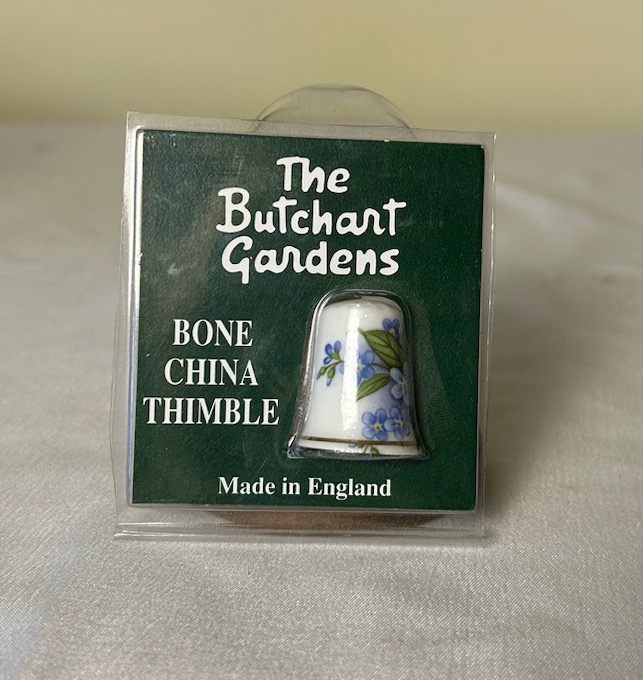 The
Butchart
Gardens
BONE
CHINA
THIMBLE
Made in England